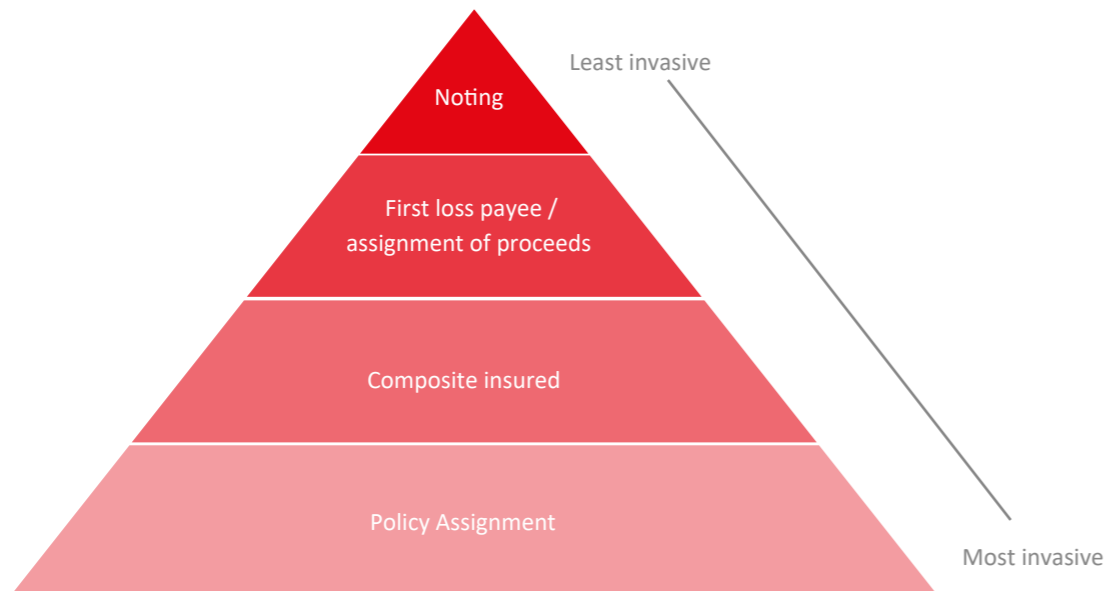 Least invasive
Noting
First loss payee /
assignment of proceeds
Composite insured
Policy Assignment
Most invasive